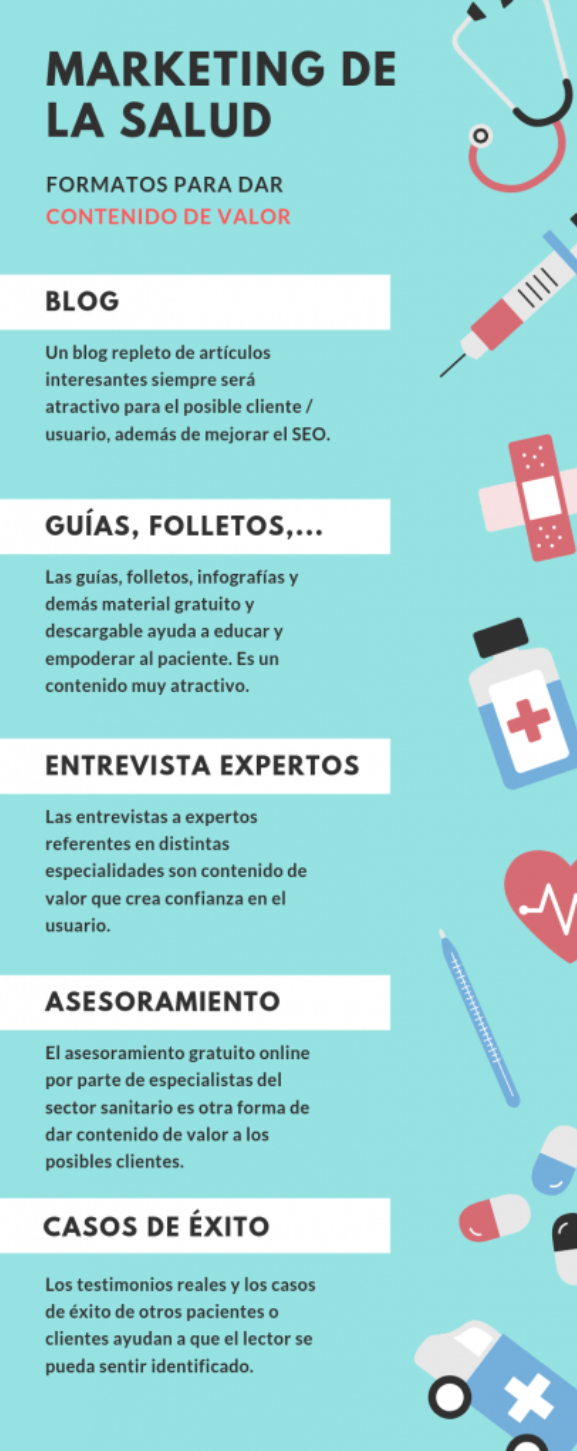 MARKETING DE
LA SALUD
FORMATOS PARA DAR
CONTENIDO DE VALOR
BLOG
Un blog repleto de artículos
interesantes siempre será
atractivo para el posible cliente /
usuario, además de mejorar el SEO.
GUÍAS, FOLLETOS,...
Las guías, folletos, infografías y
demás material gratuito y
descargable ayuda a educar y
empoderar al paciente. Es un
contenido muy atractivo.
ENTREVISTA EXPERTOS
Las entrevistas a expertos
referentes en distintas
especialidades son contenido de
valor que crea confianza en el
usuario.
ASESORAMIENTO
El asesoramiento gratuito online
por parte de especialistas del
sector sanitario es otra forma de
dar contenido de valor a los
posibles clientes.
CASOS DE ÉXITO
Los testimonios reales y los casos
de éxito de otros pacientes o
clientes ayudan a que el lector se
pueda sentir identificado.